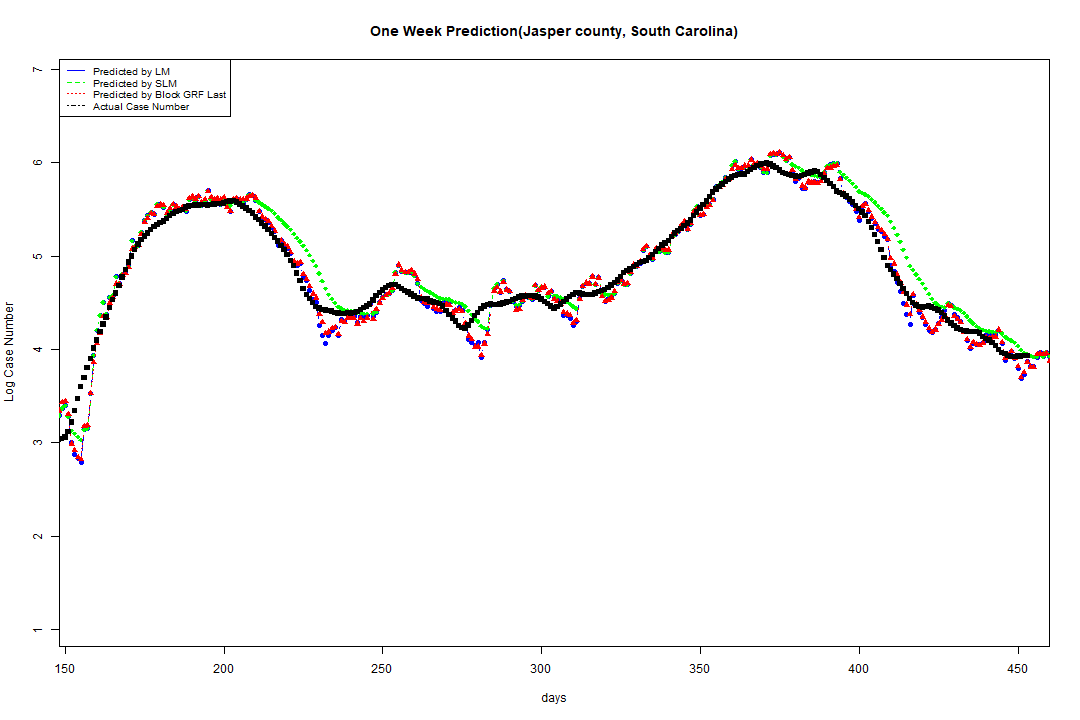 One Week Prediction(Jasper county, South Carolina)
Predicted by LM
Predicted by SLM
Predicted by Block GRF Last
Actual Case Number
7
6
5
4
3
2
1
Log Case Number
150 200 250 300 350 400 450
days